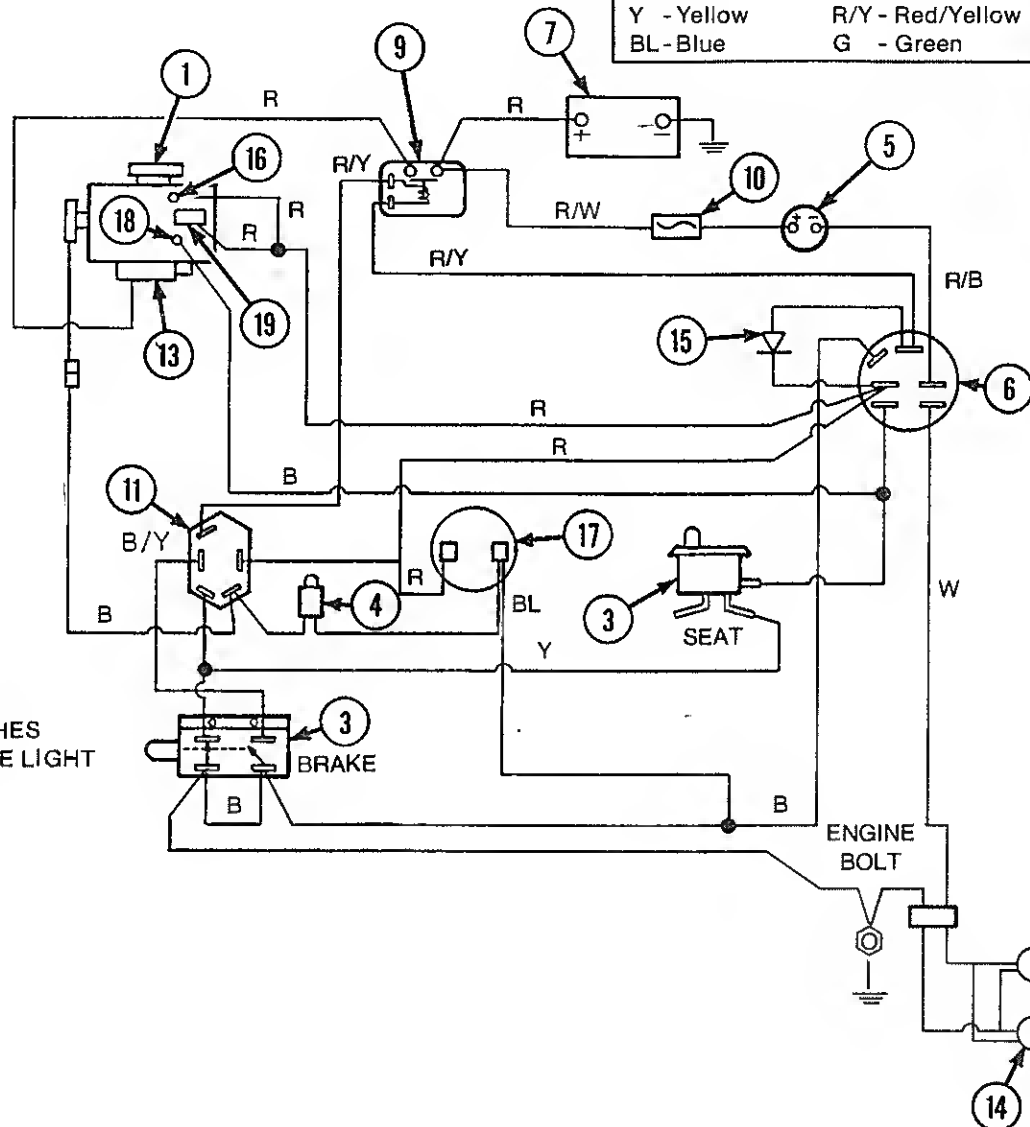 Y - Yellow R/Y - Red/Yellow
BL - Blue G - Green
7
9
1
R
R
5
16
R/Y
10
18
R
R/W
R
R/Y
R/B
15
19
13
6
R
R
B
11
17
B/Y
R
4
BL
3
W
B
SEAT
Y
3
HES
E LIGHT
BRAKE
B
B
ENGINE
BOLT
14